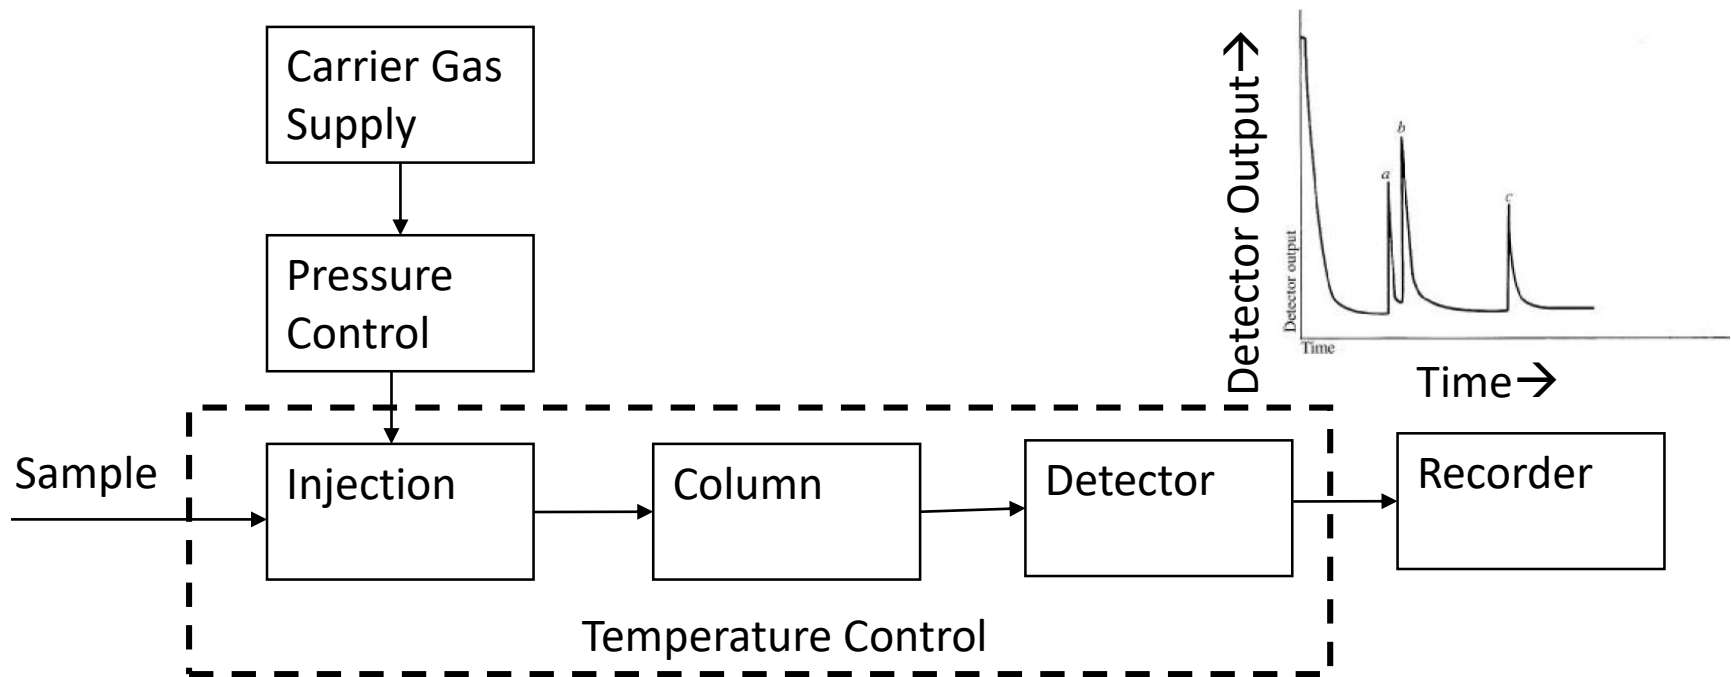 Carrier Gas
Supply
Pressure
Control
Sample
Injection
Column
Detector
Recorder
Temperature Control
Detector Output→
Detector output
a
b
c
Time
Time→